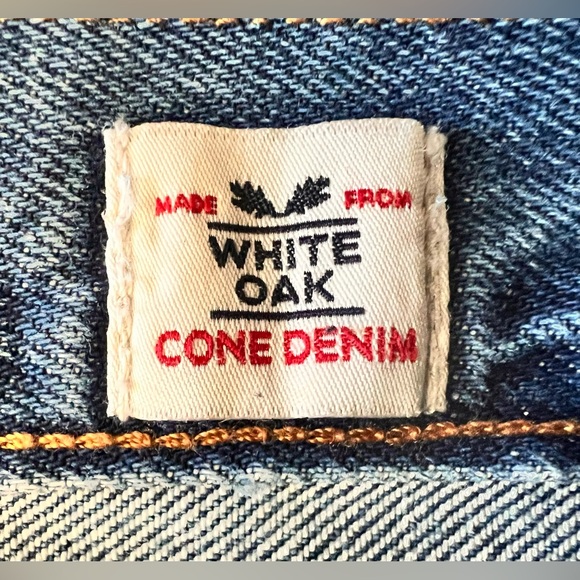 MADE FROM
WHITE
OAK
CONE DENIM